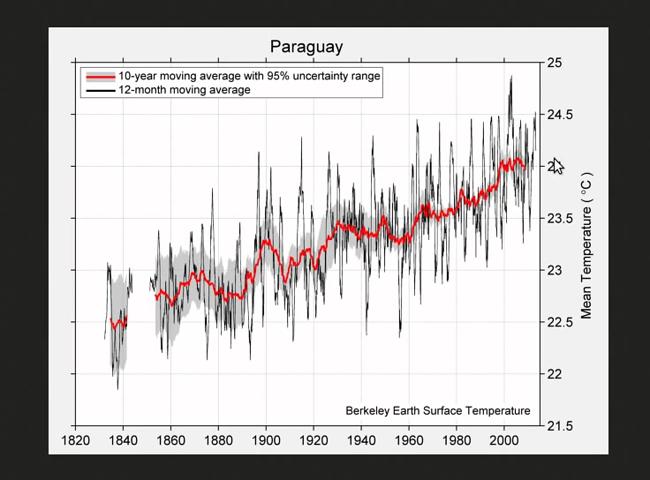 Paraguay
10-year moving average with 95% uncertainty range
12-month moving average
25
24.5
24
23.5
23
22.5
22
21.5
Mean Temperature ( °C )
Berkeley Earth Surface Temperature
1820 1840 1860 1880 1900 1920 1940 1960 1980 2000